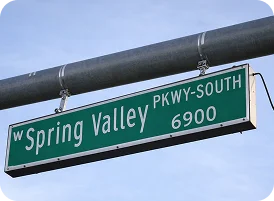 W Spring Valley PKWY-SOUTH
6900